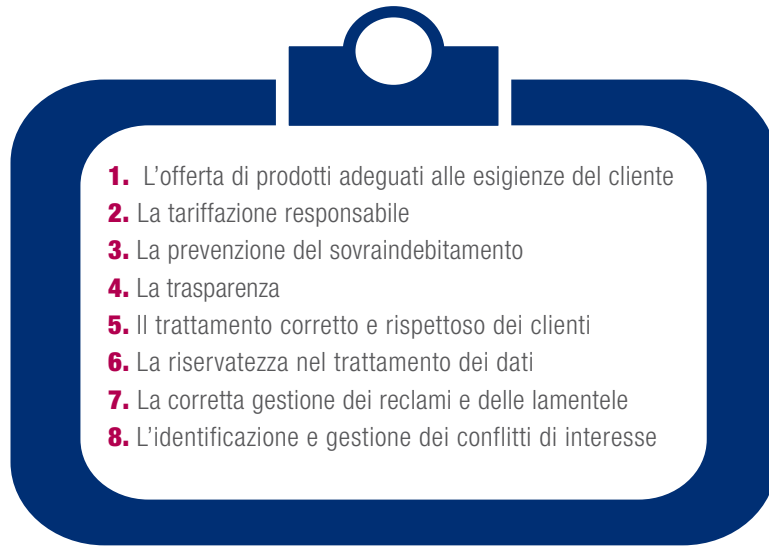 1. L’offerta di prodotti adeguati alle esigienze del cliente
2. La tariffazione responsabile
3. La prevenzione del sovraindebitamento
4. La trasparenza
5. Il trattamento corretto e rispettoso dei clienti
6. La riservatezza nel trattamento dei dati
7. La corretta gestione dei reclami e delle lamentele
8. L’identificazione e gestione dei conflitti di interesse